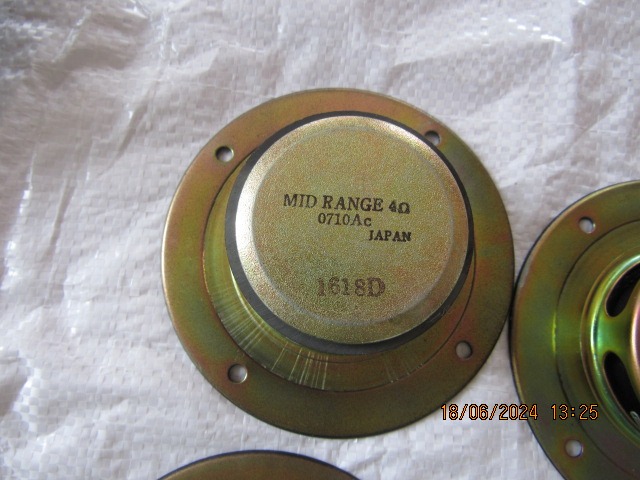 MID RANGE 4Ω
0710Ac
JAPAN
1618D
18/06/2024 13:25